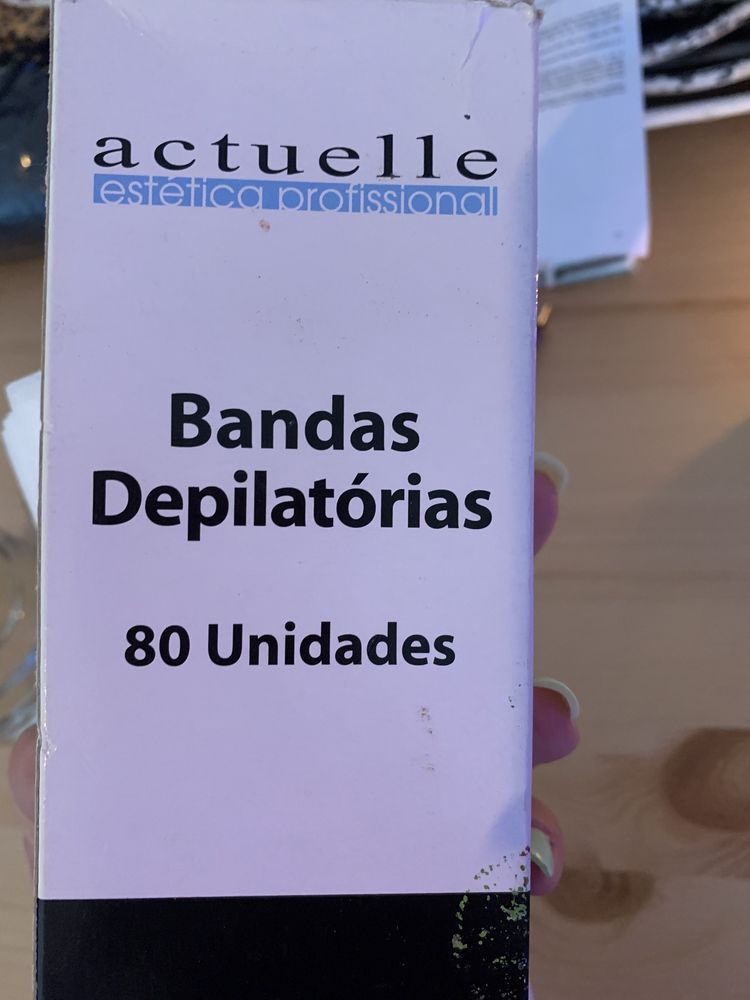 actuelle
estética profissional
Bandas
Depilatórias
80 Unidades